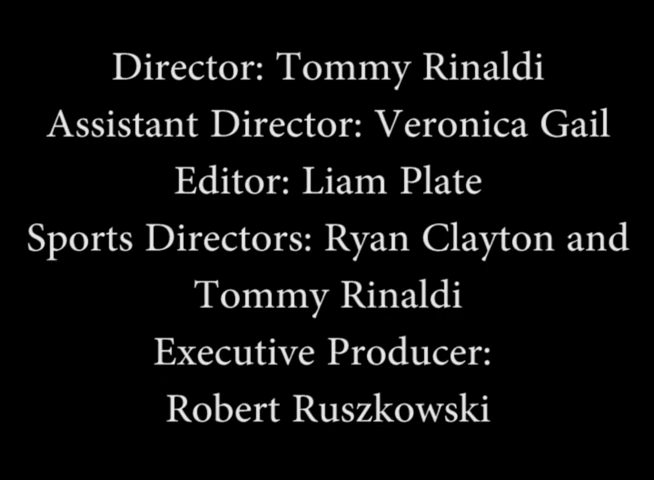 Director: Tommy Rinaldi
Assistant Director: Veronica Gail
Editor: Liam Plate
Sports Directors: Ryan Clayton and
Tommy Rinaldi
Executive Producer:
Robert Ruszkowski